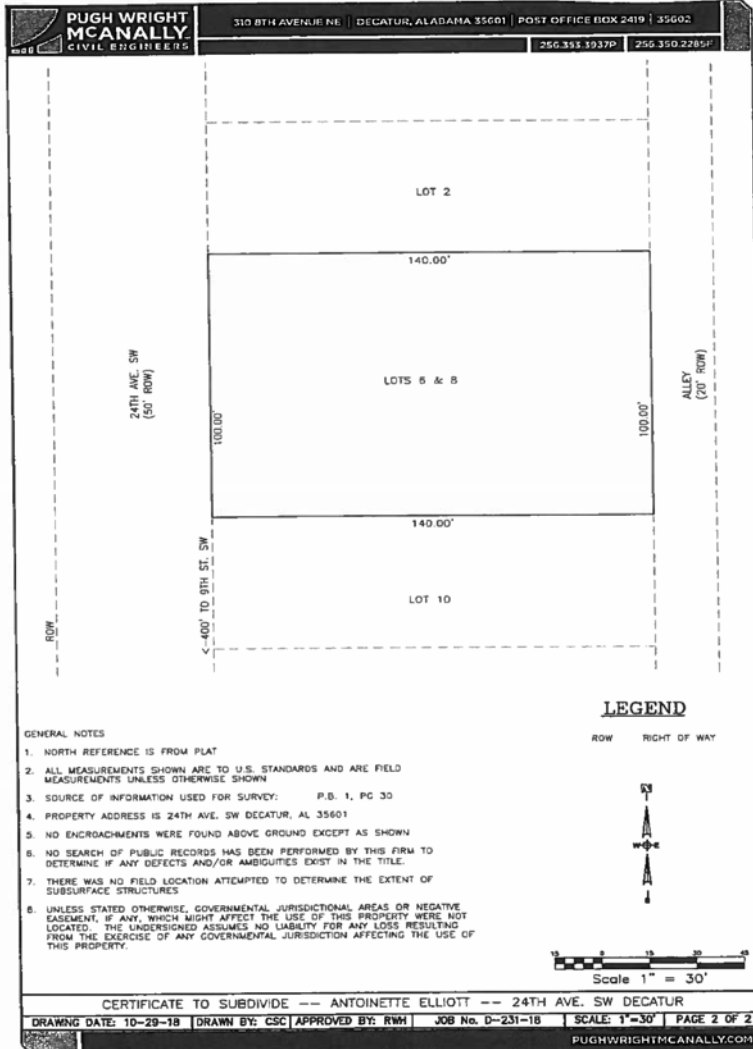 PUGH WRIGHT
MCANALLY
CIVIL ENGINEERS
310 8TH AVENUE NE | DECATUR, ALABAMA 35601 | POST OFFICE BOX 2419 | 35602
256.353.3937P
256.350.2285F
LOT 2
140.00'
24TH AVE. SW
(50' ROW)
100.00'
LOTS 6 & 8
100.00'
ALLEY
(20' ROW)
140.00'
<-400' TO 9TH ST. SW
LOT 10
ROW
LEGEND
ROW RIGHT OF WAY
GENERAL NOTES
1. NORTH REFERENCE IS FROM PLAT
2. ALL MEASUREMENTS SHOWN ARE TO U.S. STANDARDS AND ARE FIELD
MEASUREMENTS UNLESS OTHERWISE SHOWN
3. SOURCE OF INFORMATION USED FOR SURVEY: P.B. 1, PG 30
4. PROPERTY ADDRESS IS 24TH AVE. SW DECATUR, AL 35601
5. NO ENCROACHMENTS WERE FOUND ABOVE GROUND EXCEPT AS SHOWN
6. NO SEARCH OF PUBLIC RECORDS HAS BEEN PERFORMED BY THIS FIRM TO
DETERMINE IF ANY DEFECTS AND/OR AMBIGUITIES EXIST IN THE TITLE.
7. THERE WAS NO FIELD LOCATION ATTEMPTED TO DETERMINE THE EXTENT OF
SUBSURFACE STRUCTURES
8. UNLESS STATED OTHERWISE, GOVERNMENTAL JURISDICTIONAL AREAS OR NEGATIVE
EASEMENT, IF ANY, WHICH MIGHT AFFECT THE USE OF THIS PROPERTY WERE NOT
LOCATED. THE UNDERSIGNED ASSUMES NO LIABILITY FOR ANY LOSS RESULTING
FROM THE EXERCISE OF ANY GOVERNMENTAL JURISDICTION AFFECTING THE USE OF
THIS PROPERTY.
N
W E
15 0 15 30 45
Scale 1" = 30'
CERTIFICATE TO SUBDIVIDE -- ANTOINETTE ELLIOTT -- 24TH AVE. SW DECATUR
DRAWING DATE: 10-29-18 DRAWN BY: CSC APPROVED BY: RWH JOB No. D-231-18 SCALE: 1"=30' PAGE 2 OF 2
PUGHWRIGHTMCANALLY.COM